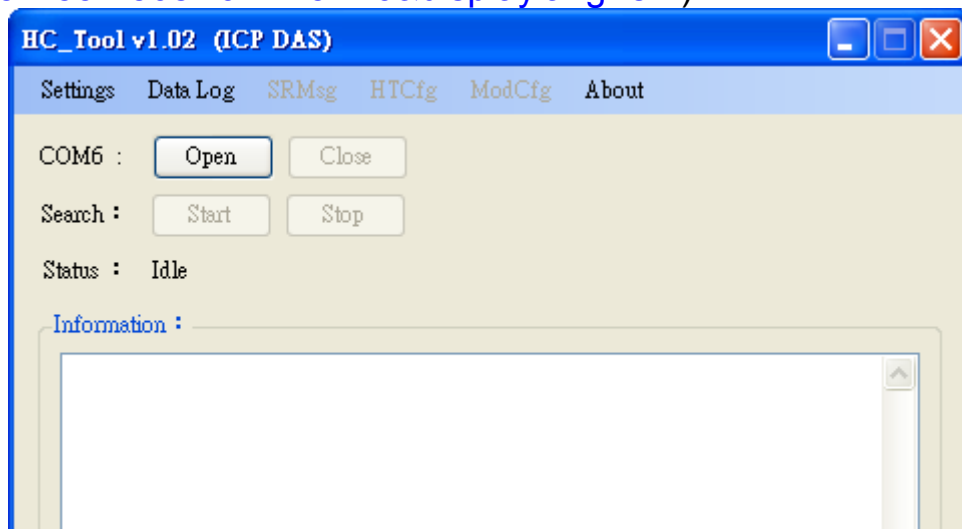 HC_Tool v1.02 (ICP DAS)
Settings Data Log SRMsg HTCfg ModCfg About
COM6 : Open Close
Search： Start Stop
Status： Idle
Information：